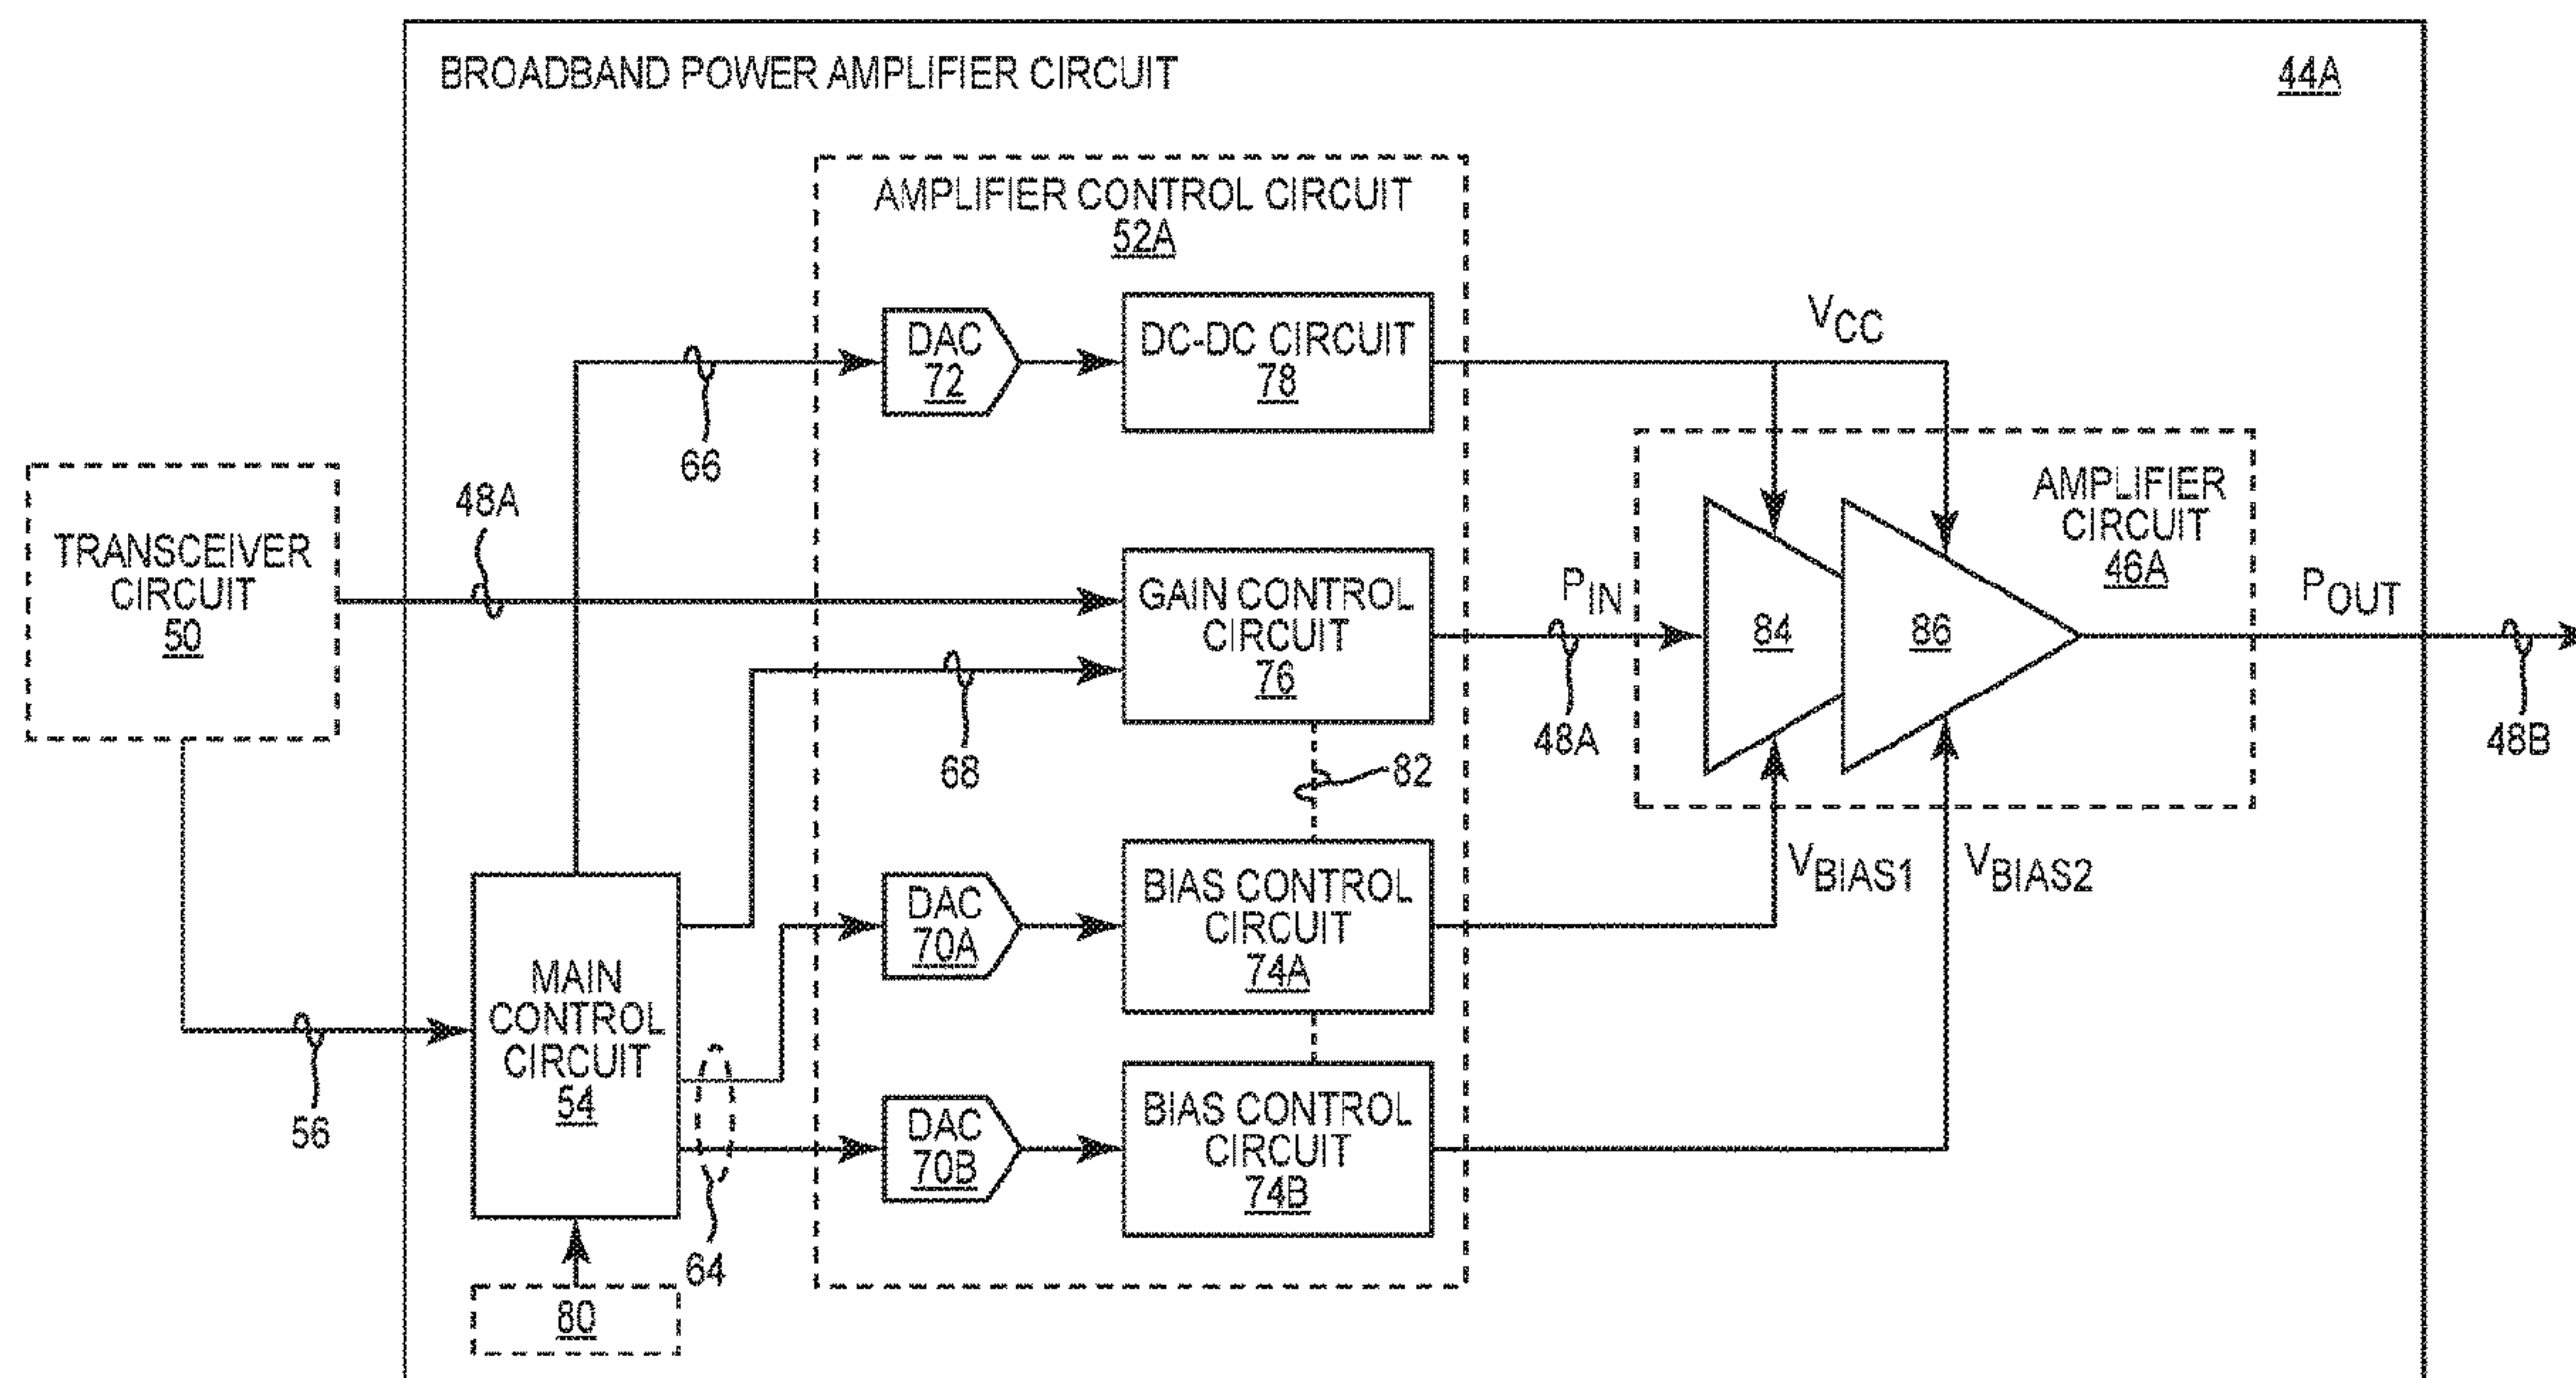 BROADBAND POWER AMPLIFIER CIRCUIT
44A
AMPLIFIER CONTROL CIRCUIT
52A
DAC
72
DC-DC CIRCUIT
78
VCC
66
TRANSCEIVER
CIRCUIT
50
48A
GAIN CONTROL
CIRCUIT
76
68
PIN
48A
84
86
AMPLIFIER
CIRCUIT
46A
POUT
48B
82
MAIN
CONTROL
CIRCUIT
54
56
DAC
70A
BIAS CONTROL
CIRCUIT
74A
VBIAS1
VBIAS2
64
DAC
70B
BIAS CONTROL
CIRCUIT
74B
80